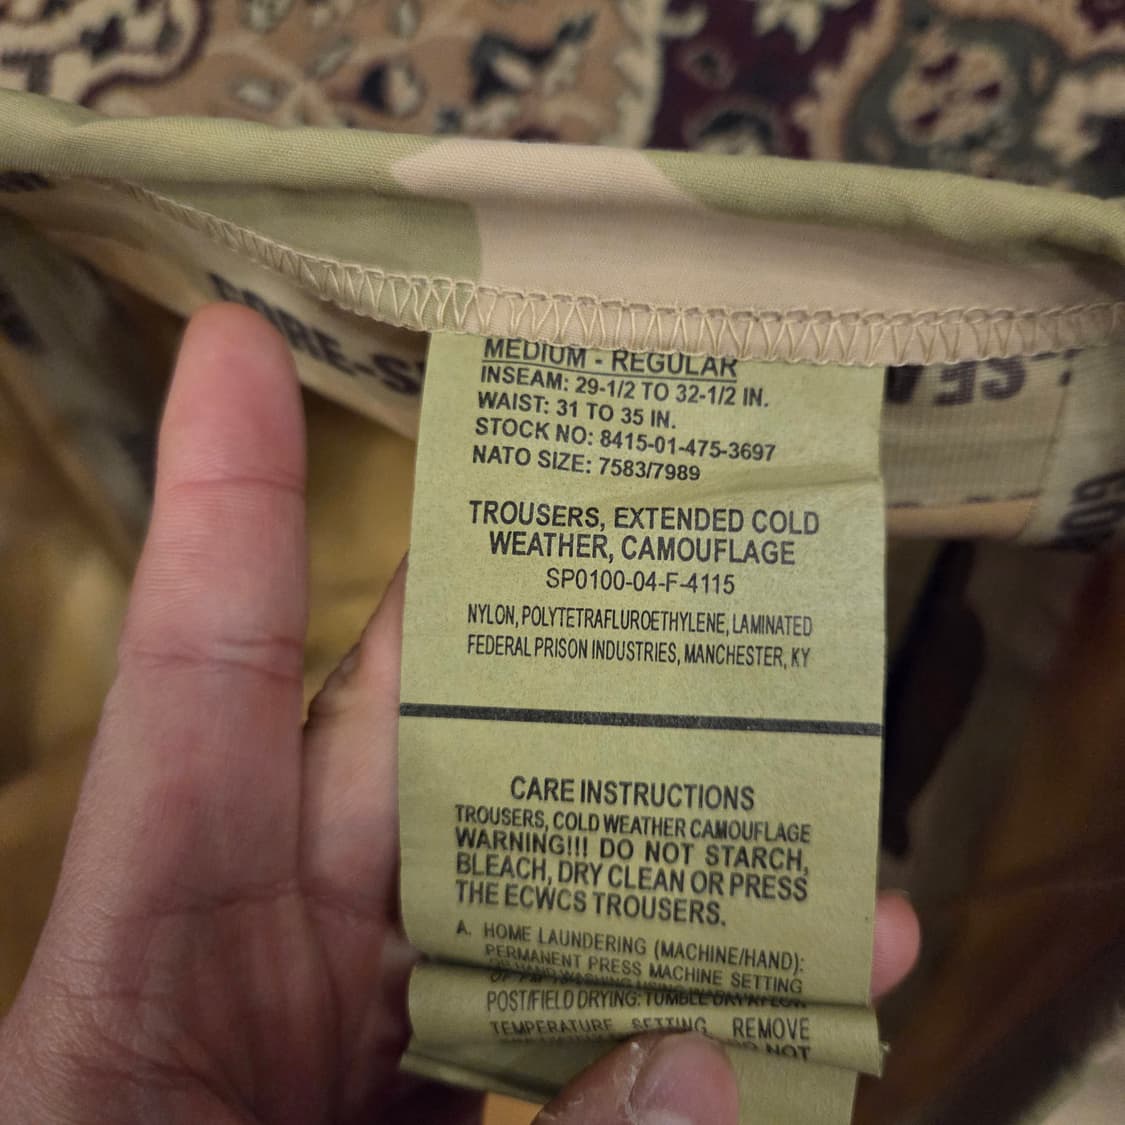 GORE-S
SEA
MEDIUM - REGULAR
INSEAM: 29-1/2 TO 32-1/2 IN.
WAIST: 31 TO 35 IN.
STOCK NO: 8415-01-475-3697
NATO SIZE: 7583/7989
TROUSERS, EXTENDED COLD
WEATHER, CAMOUFLAGE
SP0100-04-F-4115
NYLON, POLYTETRAFLUROETHYLENE, LAMINATED
FEDERAL PRISON INDUSTRIES, MANCHESTER, KY
CARE INSTRUCTIONS
TROUSERS, COLD WEATHER CAMOUFLAGE
WARNING!!! DO NOT STARCH,
BLEACH, DRY CLEAN OR PRESS
THE ECWCS TROUSERS.
A. HOME LAUNDERING (MACHINE/HAND):
PERMANENT PRESS MACHINE SETTING
POST/FIELD DRYING: TUMBLE DRY
TEMPERATURE SETTING. REMOVE
NOT